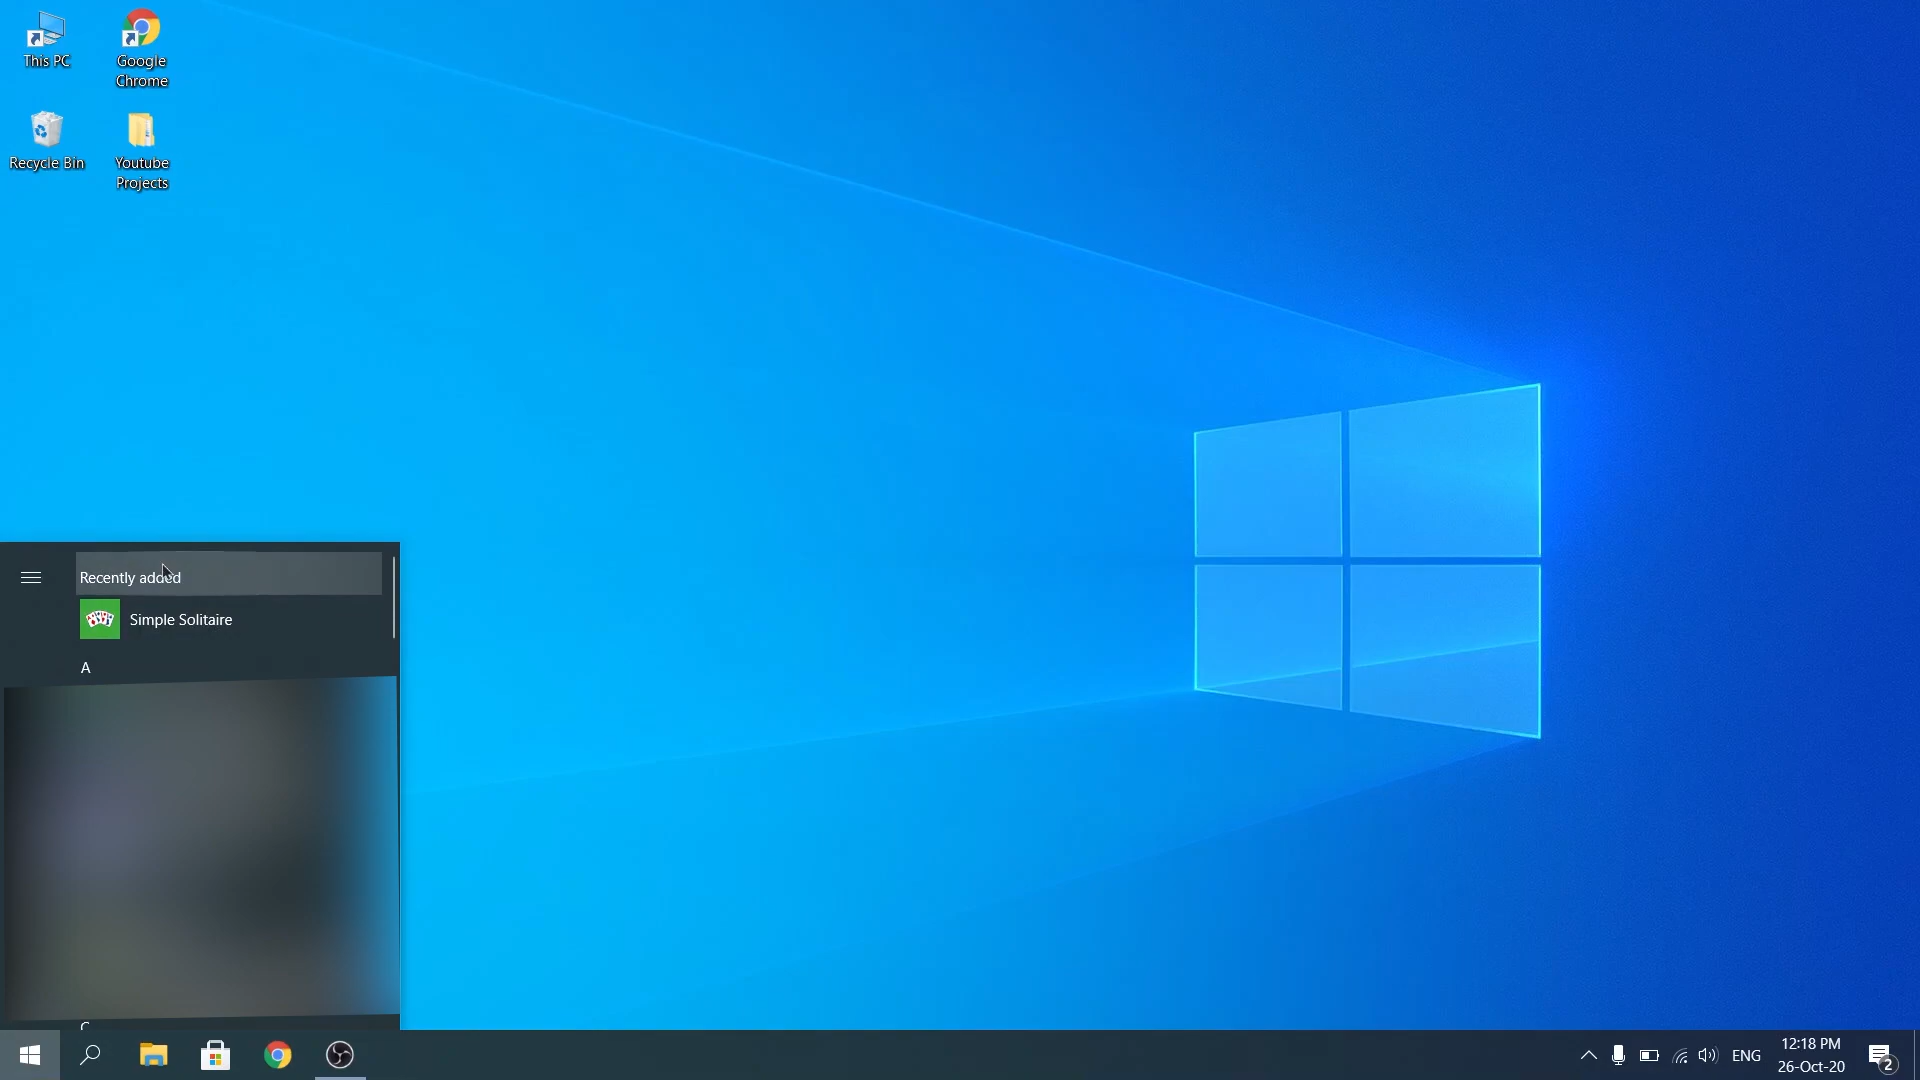 This PC
Google
Chrome
Recycle Bin
Youtube
Projects
Recently added
Simple Solitaire
A
ENG
12:18 PM
26-Oct-20
2